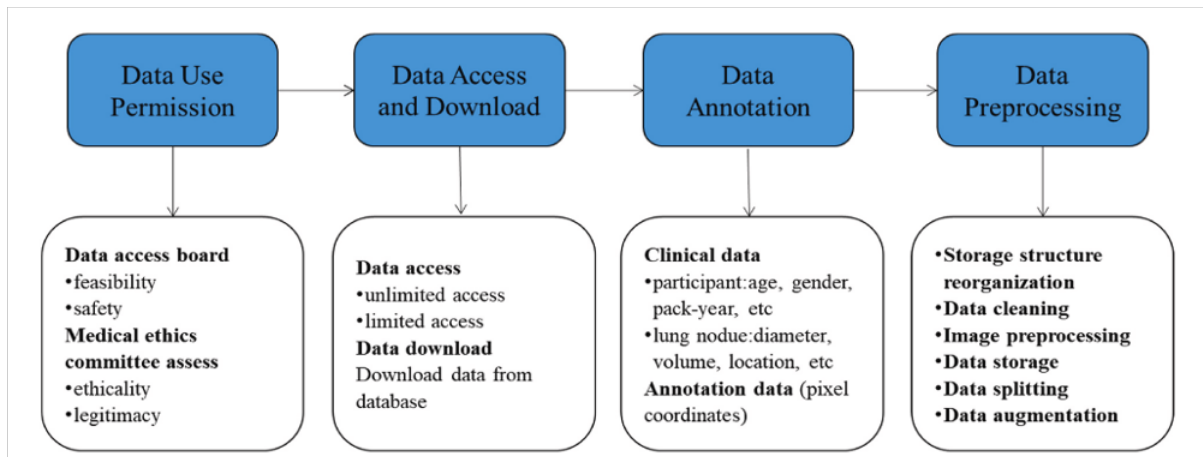 Data Use
Permission
Data Access
and Download
Data
Annotation
Data
Preprocessing
Data access board
•feasibility
•safety
Medical ethics
committee assess
•ethicality
•legitimacy
Data access
•unlimited access
•limited access
Data download
Download data from
database
Clinical data
•participant:age, gender,
pack-year, etc
•lung nodue:diameter,
volume, location, etc
Annotation data (pixel
coordinates)
•Storage structure
reorganization
•Data cleaning
•Image preprocessing
•Data storage
•Data splitting
•Data augmentation